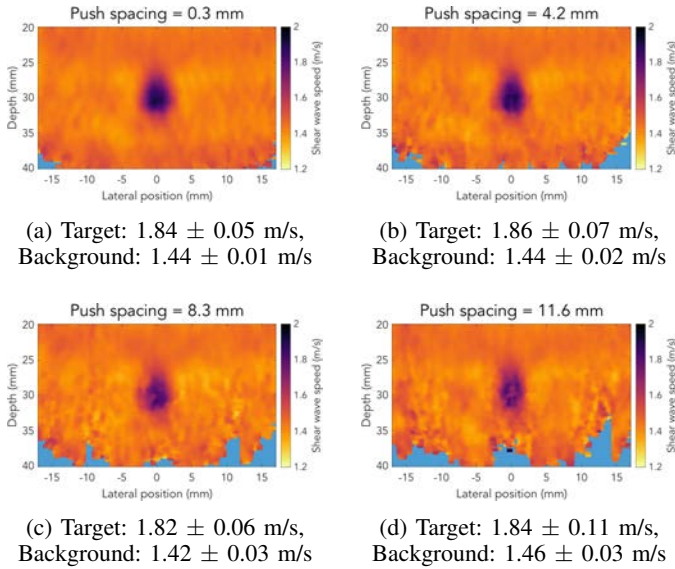 Push spacing = 0.3 mm
Push spacing = 4.2 mm
20
25
30
35
40
Depth (mm)
-15 -10 -5 0 5 10 15
Lateral position (mm)
2
1.8
1.6
1.4
1.2
Shear wave speed (m/s)
20
25
30
35
40
Depth (mm)
-15 -10 -5 0 5 10 15
Lateral position (mm)
2
1.8
1.6
1.4
1.2
Shear wave speed (m/s)
(a) Target: 1.84 ± 0.05 m/s,
Background: 1.44 ± 0.01 m/s
(b) Target: 1.86 ± 0.07 m/s,
Background: 1.44 ± 0.02 m/s
Push spacing = 8.3 mm
Push spacing = 11.6 mm
20
25
30
35
40
Depth (mm)
-15 -10 -5 0 5 10 15
Lateral position (mm)
2
1.8
1.6
1.4
1.2
Shear wave speed (m/s)
20
25
30
35
40
Depth (mm)
-15 -10 -5 0 5 10 15
Lateral position (mm)
2
1.8
1.6
1.4
1.2
Shear wave speed (m/s)
(c) Target: 1.82 ± 0.06 m/s,
Background: 1.42 ± 0.03 m/s
(d) Target: 1.84 ± 0.11 m/s,
Background: 1.46 ± 0.03 m/s